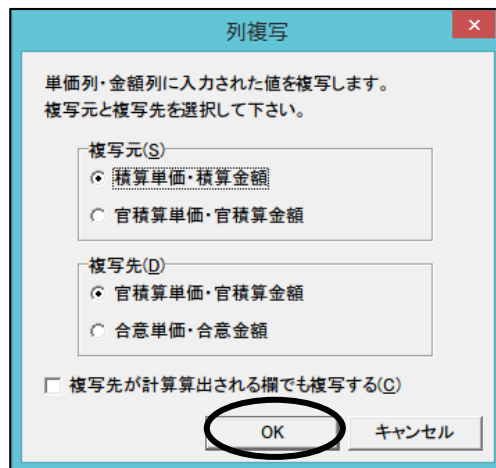 列複写
単価列・金額列に入力された値を複写します。
複写元と複写先を選択して下さい。
複写元(S)
積算単価・積算金額
官積算単価・官積算金額
複写先(D)
官積算単価・官積算金額
合意単価・合意金額
複写先が計算算出される欄でも複写する(C)
OK キャンセル